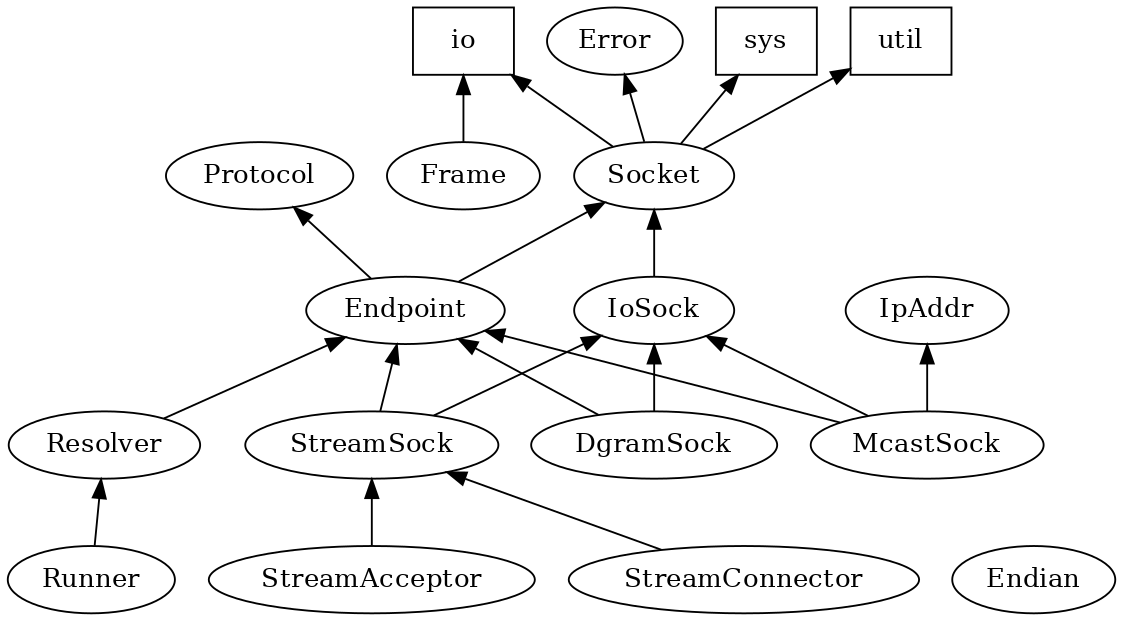 io
Error
sys
util
Protocol
Frame
Socket
Endpoint
IoSock
IpAddr
Resolver
StreamSock
DgramSock
McastSock
Runner
StreamAcceptor
StreamConnector
Endian